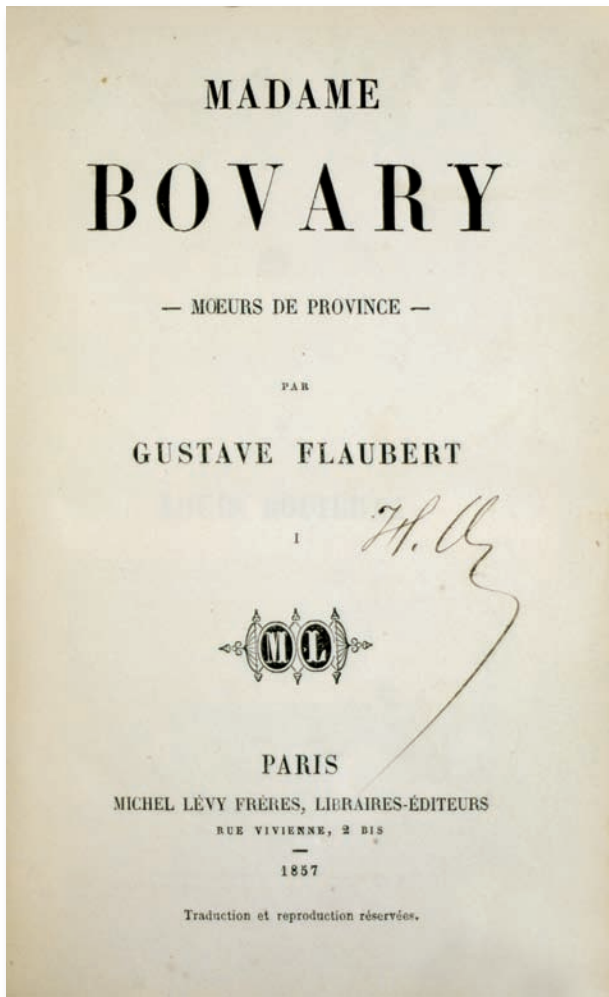 MADAME
BOVARY
— MŒURS DE PROVINCE —
PAR
GUSTAVE FLAUBERT
I
ML
PARIS
MICHEL LÉVY FRÈRES, LIBRAIRES-ÉDITEURS
RUE VIVIENNE, 2 BIS
1857
Traduction et reproduction réservées.